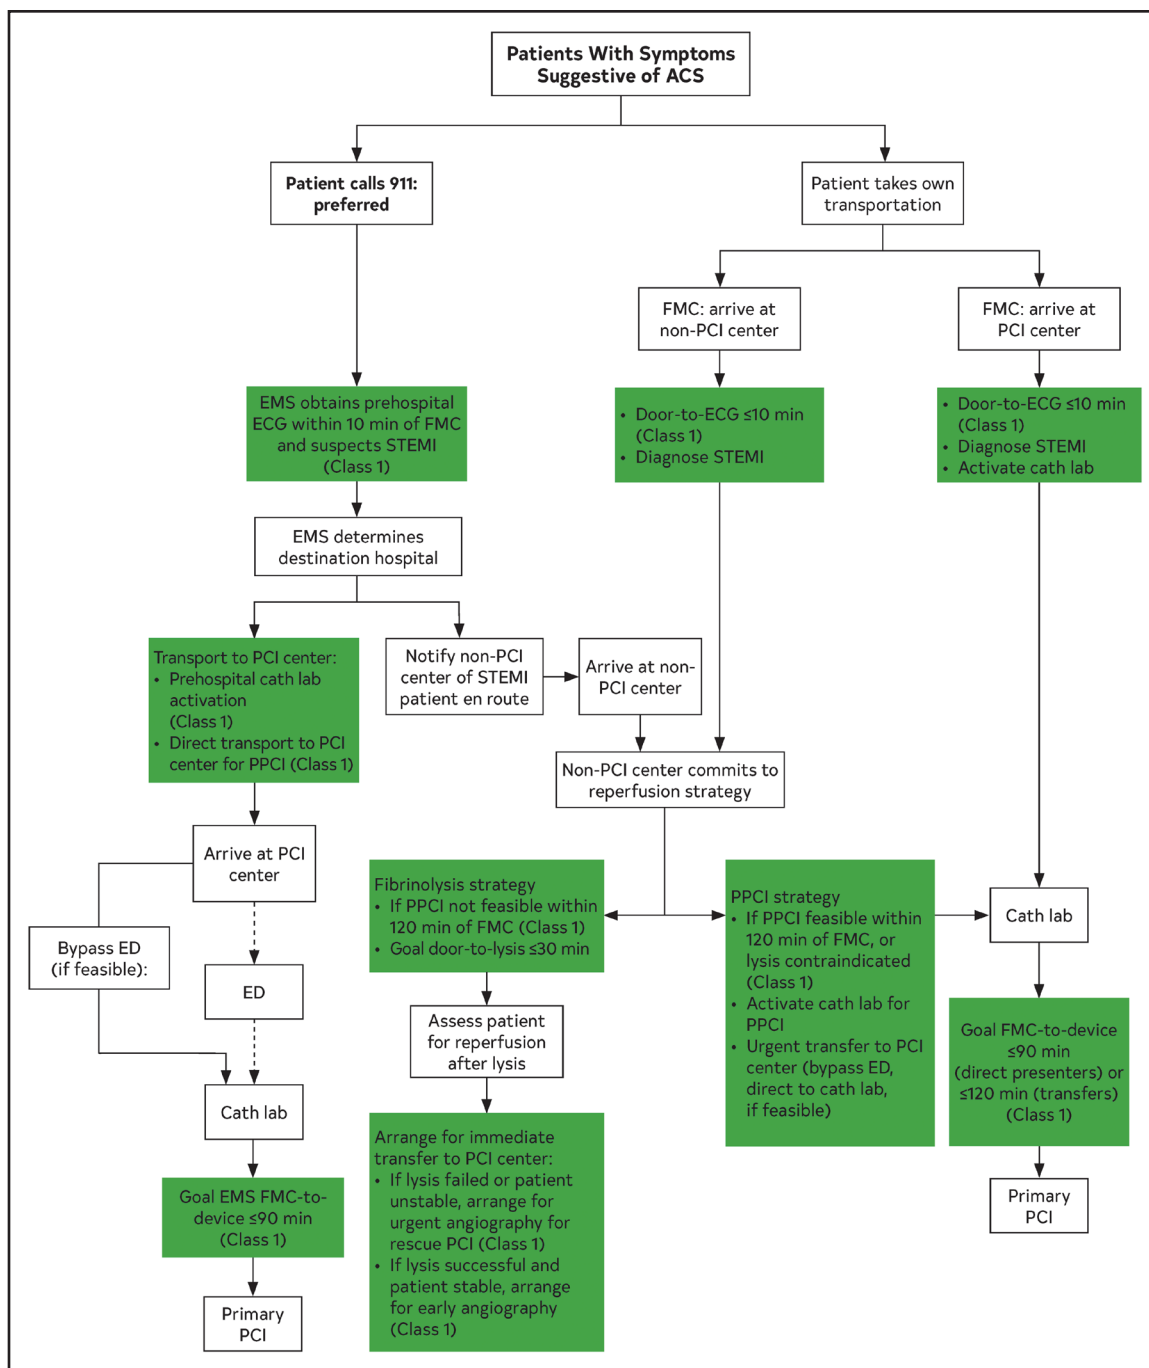 Patients With Symptoms
Suggestive of ACS
Patient calls 911:
preferred
Patient takes own
transportation
FMC: arrive at
non-PCI center
FMC: arrive at
PCI center
EMS obtains prehospital
ECG within 10 min of FMC
and suspects STEMI
(Class 1)
• Door-to-ECG ≤10 min
(Class 1)
• Diagnose STEMI
• Door-to-ECG ≤10 min
(Class 1)
• Diagnose STEMI
• Activate cath lab
EMS determines
destination hospital
Transport to PCI center:
• Prehospital cath lab
activation
(Class 1)
• Direct transport to PCI
center for PPCI (Class 1)
Notify non-PCI
center of STEMI
patient en route
Arrive at non-
PCI center
Non-PCI center commits to
reperfusion strategy
Arrive at PCI
center
Bypass ED
(if feasible):
ED
Cath lab
Goal EMS FMC-to-
device ≤90 min
(Class 1)
Primary
PCI
Fibrinolysis strategy
• If PPCI not feasible within
120 min of FMC (Class 1)
• Goal door-to-lysis ≤30 min
Assess patient
for reperfusion
after lysis
Arrange for immediate
transfer to PCI center:
• If lysis failed or patient
unstable, arrange for
urgent angiography for
rescue PCI (Class 1)
• If lysis successful and
patient stable, arrange
for early angiography
(Class 1)
PPCI strategy
• If PPCI feasible within
120 min of FMC, or
lysis contraindicated
(Class 1)
• Activate cath lab for
PPCI
• Urgent transfer to PCI
center (bypass ED,
direct to cath lab,
if feasible)
Cath lab
Goal FMC-to-device
≤90 min
(direct presenters) or
≤120 min (transfers)
(Class 1)
Primary
PCI